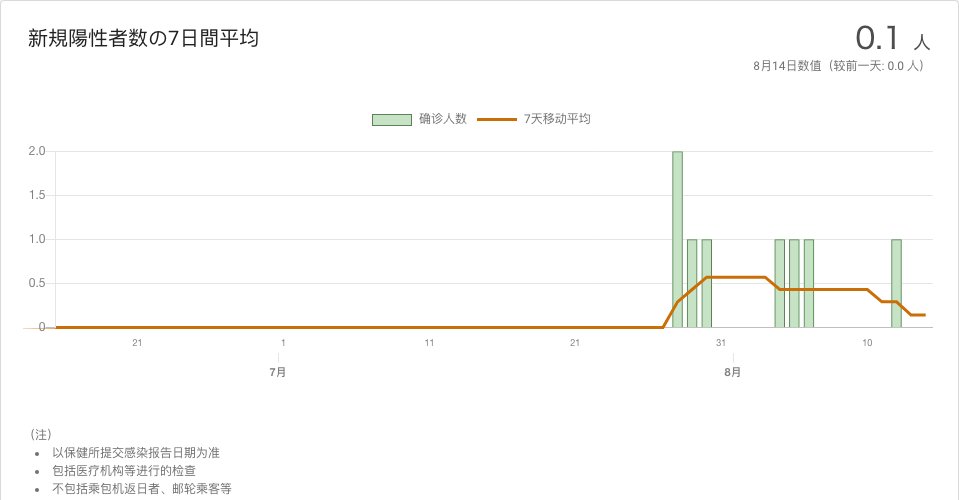 新規陽性者数の7日間平均
0.1 人
8月14日数值（较前一天: 0.0 人）
确诊人数 7天移动平均
2.0
1.5
1.0
0.5
0
21 1 11 21 31 10
7月 8月
（注）
• 以保健所提交感染报告日期为准
• 包括医疗机构等进行的检查
• 不包括乘包机返日者、邮轮乘客等